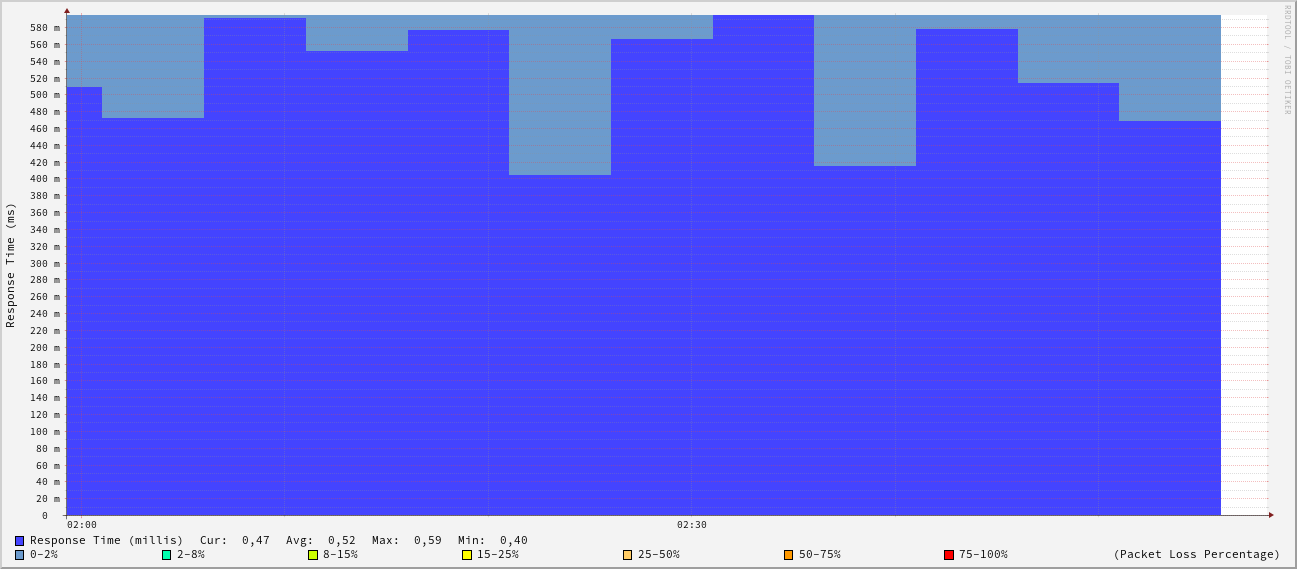 RRDTOOL / TOBI OETIKER
Response Time (ms)
580 m
560 m
540 m
520 m
500 m
480 m
460 m
440 m
420 m
400 m
380 m
360 m
340 m
320 m
300 m
280 m
260 m
240 m
220 m
200 m
180 m
160 m
140 m
120 m
100 m
80 m
60 m
40 m
20 m
0
02:00 02:30
Response Time (millis) Cur: 0,47 Avg: 0,52 Max: 0,59 Min: 0,40
0-2% 2-8% 8-15% 15-25% 25-50% 50-75% 75-100% (Packet Loss Percentage)